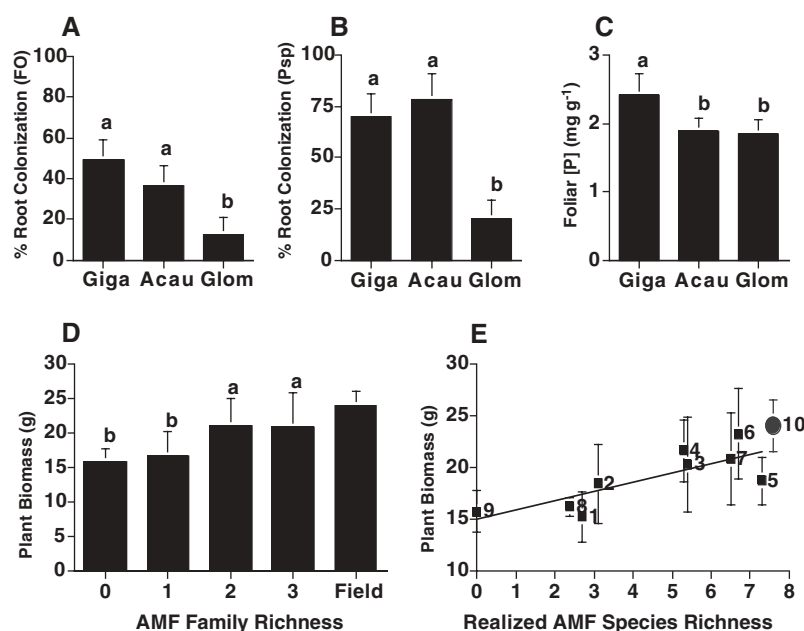 A
% Root Colonization (FO)
100
80
60
40
20
0
a
a
b
Giga Acau Glom
B
% Root Colonization (Psp)
100
75
50
25
0
a
a
b
Giga Acau Glom
C
Foliar [P] (mg g-1)
3
2
1
0
a
b
b
Giga Acau Glom
D
Plant Biomass (g)
30
25
20
15
10
5
0
b
b
a
a
0 1 2 3 Field
AMF Family Richness
E
Plant Biomass (g)
30
25
20
15
10
9
8
1
2
4
3
7
6
5
10
0 1 2 3 4 5 6 7 8
Realized AMF Species Richness